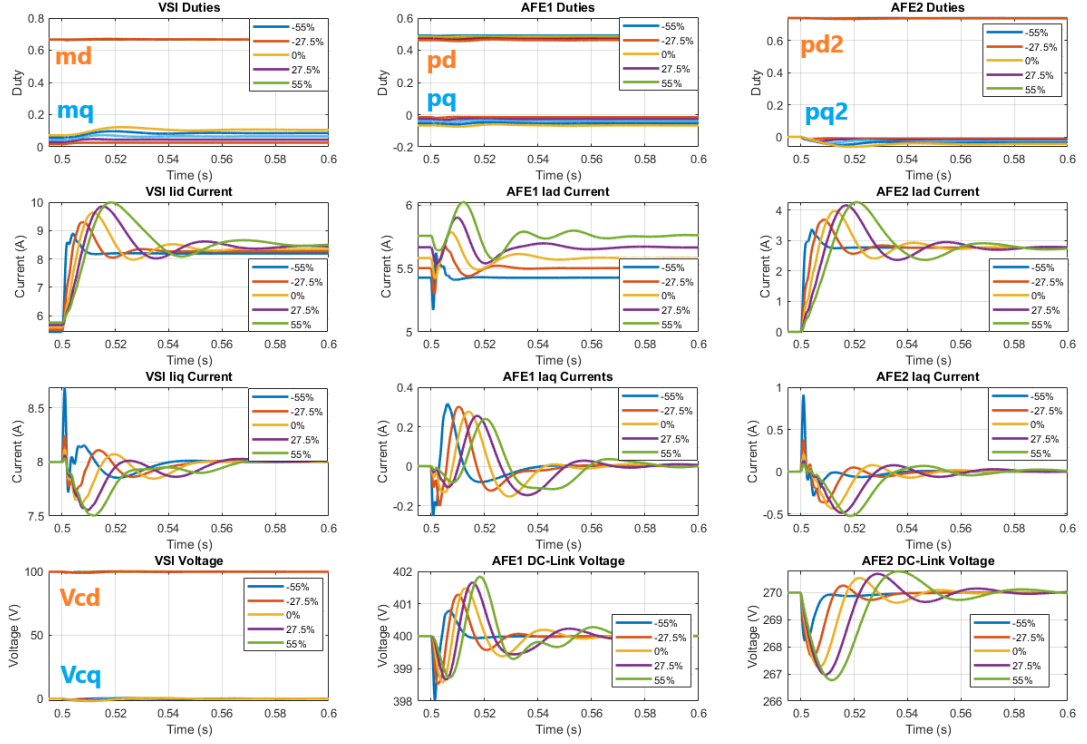 VSI Duties
0.8
0.6
0.4
0.2
0
Duty
md
mq
-55%
-27.5%
0%
27.5%
55%
0.5 0.52 0.54 0.56 0.58 0.6
Time (s)
AFE1 Duties
0.6
0.4
0.2
0
-0.2
Duty
pd
pq
-55%
-27.5%
0%
27.5%
55%
0.5 0.52 0.54 0.56 0.58 0.6
Time (s)
AFE2 Duties
0.6
0.4
0.2
0
Duty
pd2
pq2
-55%
-27.5%
0%
27.5%
55%
0.5 0.52 0.54 0.56 0.58 0.6
Time (s)
VSI Iid Current
10
9
8
7
6
Current (A)
-55%
-27.5%
0%
27.5%
55%
0.5 0.52 0.54 0.56 0.58 0.6
Time (s)
AFE1 Iad Current
6
5.5
5
Current (A)
-55%
-27.5%
0%
27.5%
55%
0.5 0.52 0.54 0.56 0.58 0.6
Time (s)
AFE2 Iad Current
4
3
2
1
0
Current (A)
-55%
-27.5%
0%
27.5%
55%
0.5 0.52 0.54 0.56 0.58 0.6
Time (s)
VSI Iiq Current
8.5
8
7.5
Current (A)
-55%
-27.5%
0%
27.5%
55%
0.5 0.52 0.54 0.56 0.58 0.6
Time (s)
AFE1 Iaq Currents
0.4
0.2
0
-0.2
Current (A)
-55%
-27.5%
0%
27.5%
55%
0.5 0.52 0.54 0.56 0.58 0.6
Time (s)
AFE2 Iaq Current
1
0.5
0
-0.5
Current (A)
-55%
-27.5%
0%
27.5%
55%
0.5 0.52 0.54 0.56 0.58 0.6
Time (s)
VSI Voltage
100
50
0
Voltage (V)
Vcd
Vcq
-55%
-27.5%
0%
27.5%
55%
0.5 0.52 0.54 0.56 0.58 0.6
Time (s)
AFE1 DC-Link Voltage
402
401
400
399
398
Voltage (V)
-55%
-27.5%
0%
27.5%
55%
0.5 0.52 0.54 0.56 0.58 0.6
Time (s)
AFE2 DC-Link Voltage
270
269
268
267
266
Voltage (V)
-55%
-27.5%
0%
27.5%
55%
0.5 0.52 0.54 0.56 0.58 0.6
Time (s)